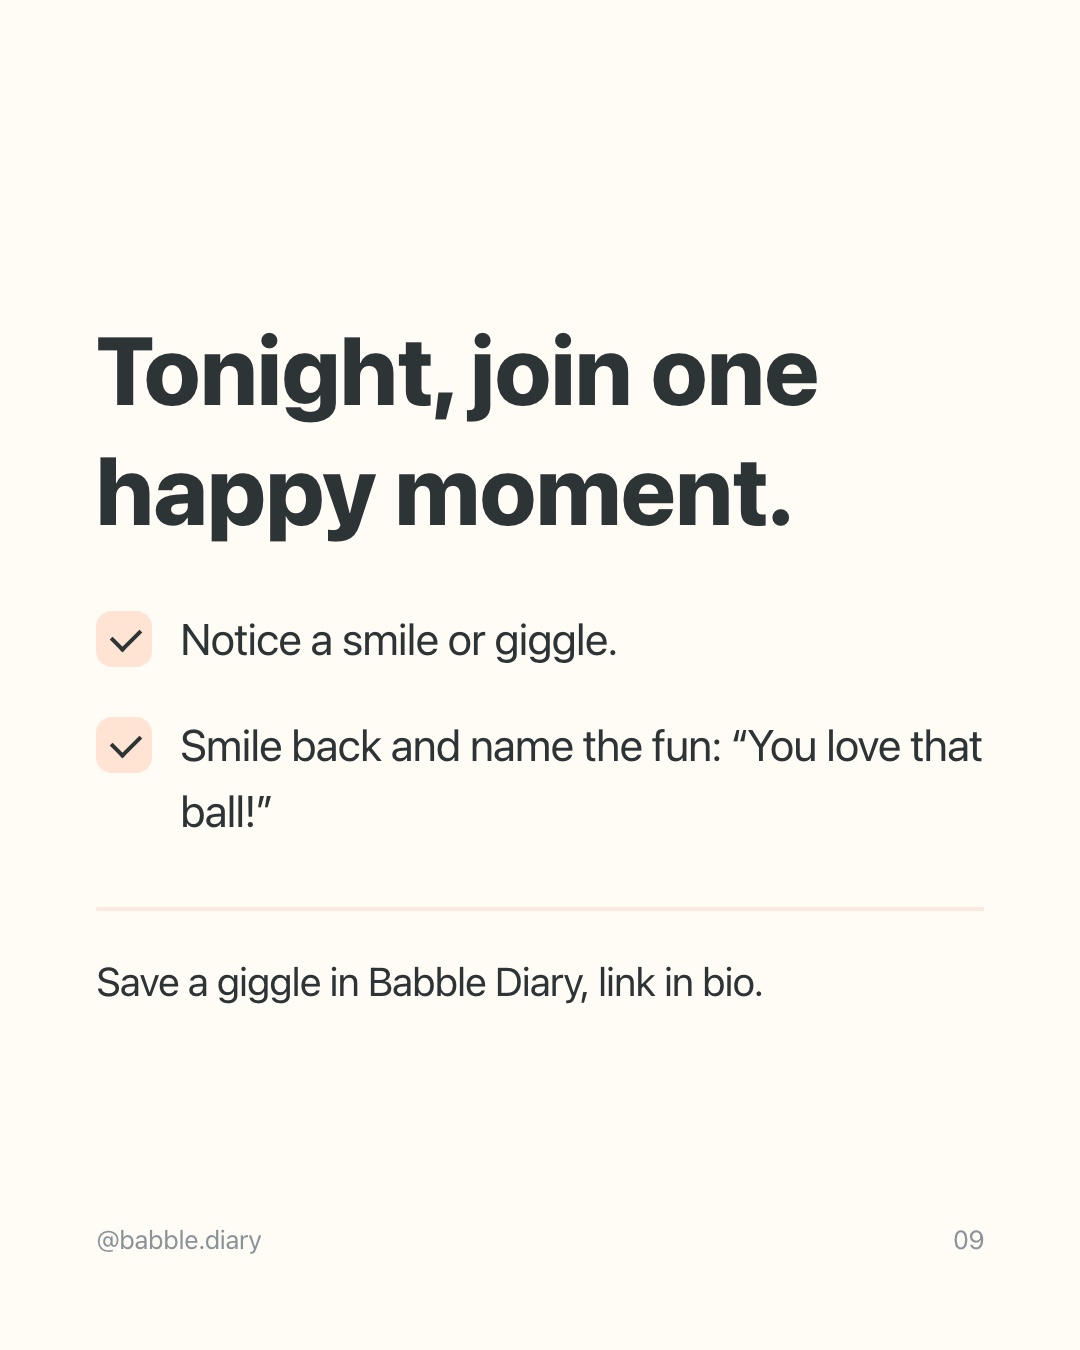 Tonight, join one
happy moment.
Notice a smile or giggle.
Smile back and name the fun: “You love that
ball!”
Save a giggle in Babble Diary, link in bio.
@babble.diary
09